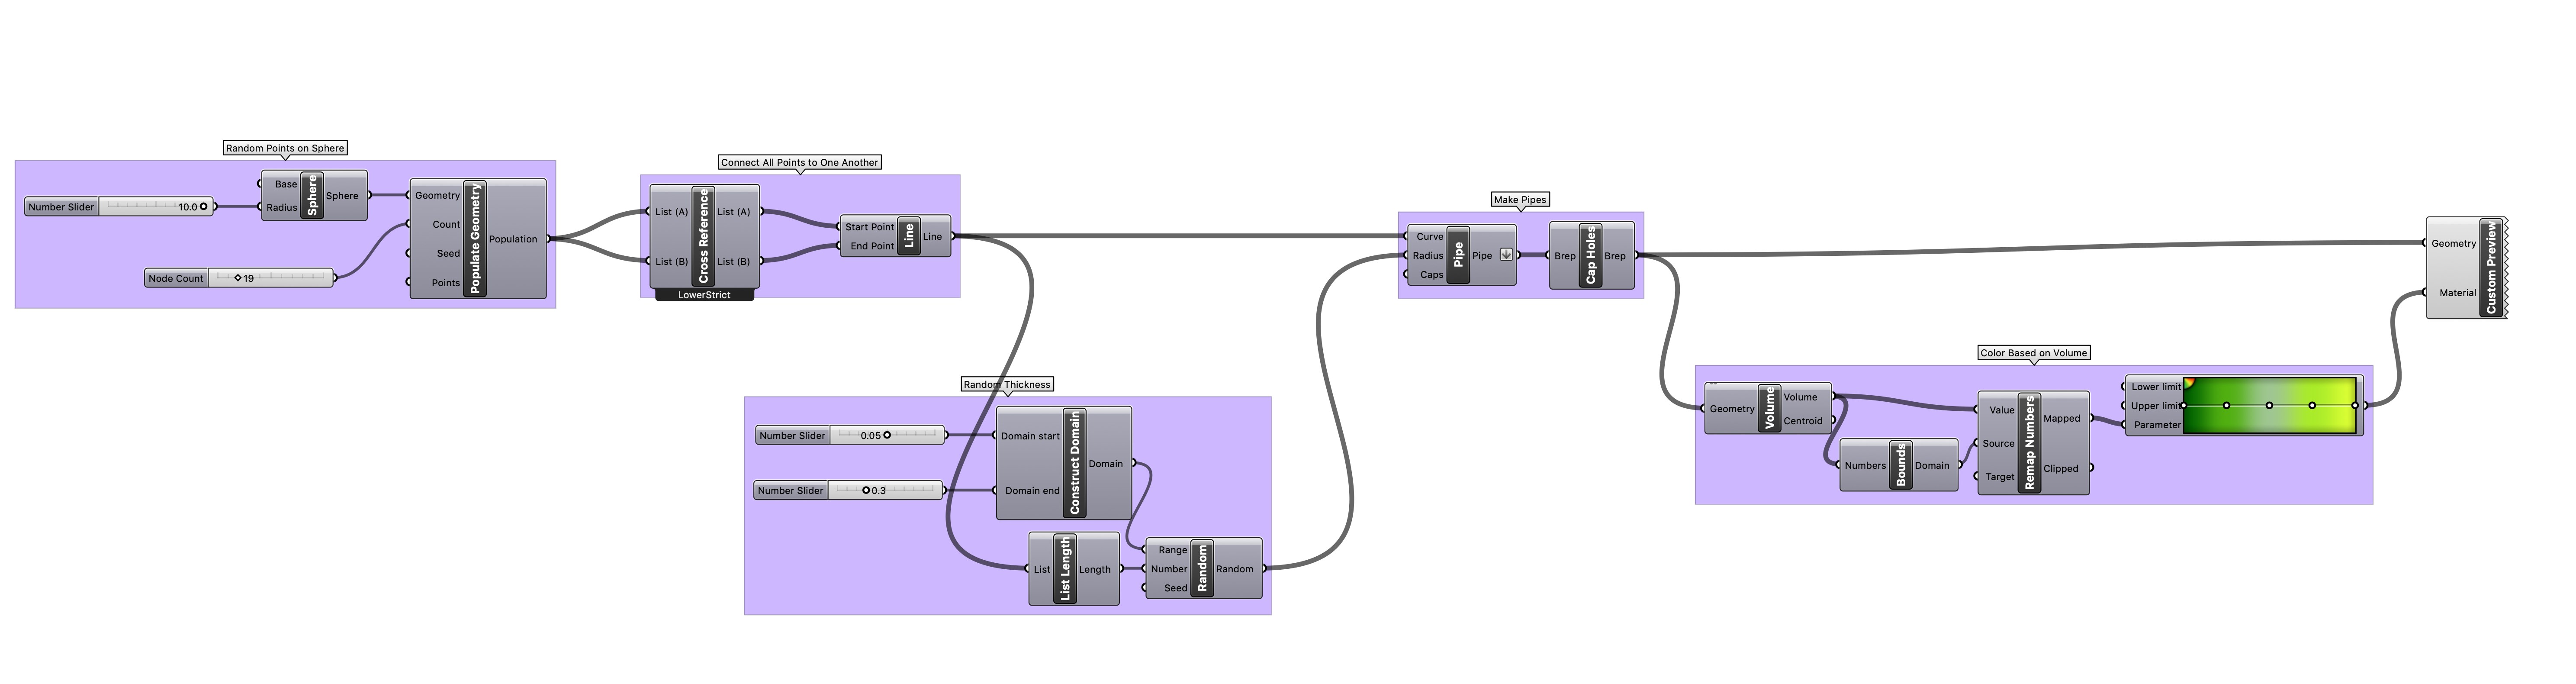 Random Points on Sphere
Number Slider
10.0
Base
Radius
Sphere
Sphere
Node Count
19
Geometry
Count
Seed
Points
Populate Geometry
Population
Connect All Points to One Another
List (A)
List (B)
Cross Reference
List (A)
List (B)
LowerStrict
Start Point
End Point
Line
Line
Random Thickness
Number Slider
0.05
Number Slider
0.3
Domain start
Domain end
Construct Domain
Domain
List
List Length
Length
Range
Number
Seed
Random
Random
Make Pipes
Curve
Radius
Caps
Pipe
Pipe
Brep
Cap Holes
Brep
Color Based on Volume
Geometry
Volume
Volume
Centroid
Numbers
Bounds
Domain
Value
Source
Target
Remap Numbers
Mapped
Clipped
Lower limit
Upper limit
Parameter
Geometry
Material
Custom Preview